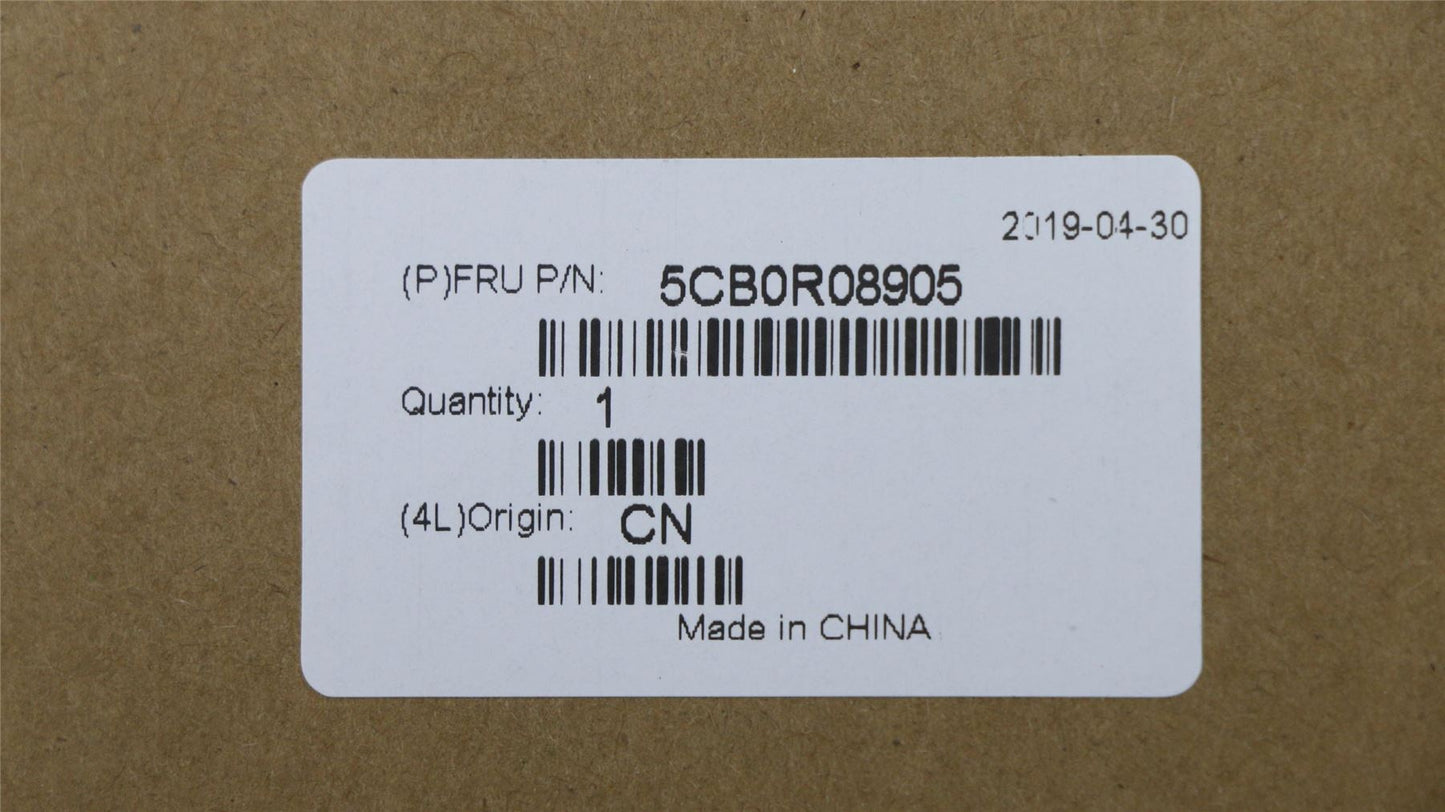 2019-04-30
(P)FRU P/N: 5CB0R08905
Quantity: 1
(4L)Origin: CN
Made in CHINA